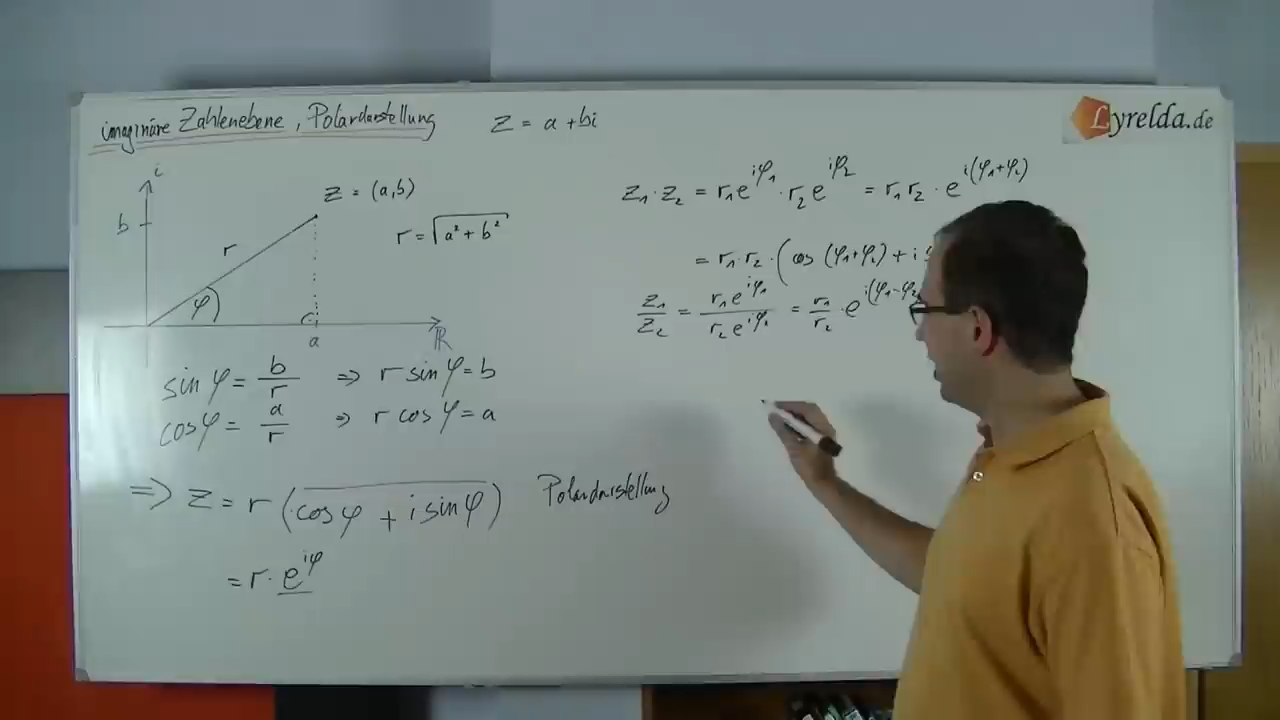 imaginäre Zahlenebene, Polardarstellung
z = a + bi
Lyrelda.de
i
b
z = (a,b)
r
r = √(a² + b²)
φ
a
ℝ
sin φ = b/r ⇒ r sin φ = b
cos φ = a/r ⇒ r cos φ = a
⇒ z = r (cos φ + i sin φ) Polardarstellung
= r · e^{iφ}
z₁ · z₂ = r₁e^{iφ₁} · r₂e^{iφ₂} = r₁r₂ · e^{i(φ₁+φ₂)}
= r₁ r₂ · (cos (φ₁+φ₂) + i
z₁/z₂ = r₁e^{iφ₁}/r₂e^{iφ₂} = r₁/r₂ · e^{i(φ₁-φ₂